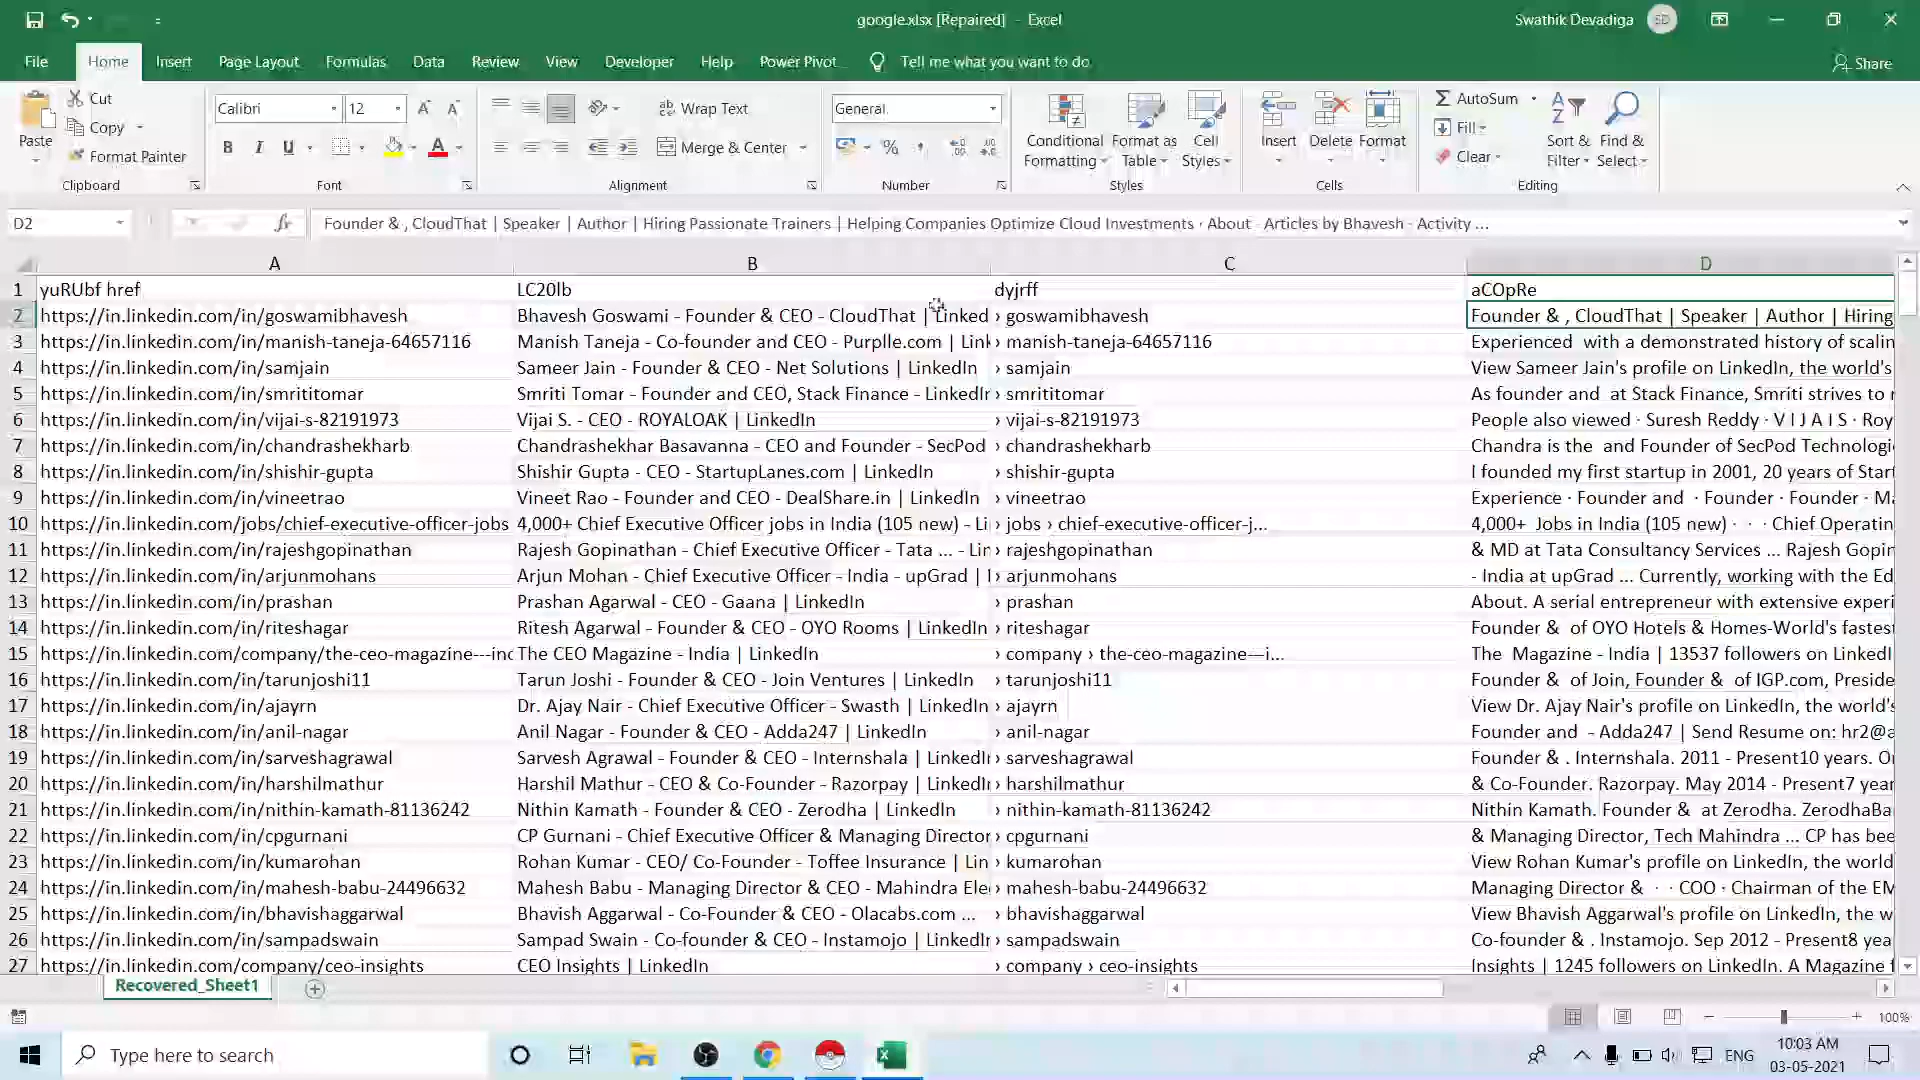 google.xlsx [Repaired] - Excel
Swathik Devadiga
SD
File Home Insert Page Layout Formulas Data Review View Developer Help Power Pivot Tell me what you want to do
Share
Paste
Cut
Copy
Format Painter
Clipboard
Calibri 12
B I U
Font
Wrap Text
Merge & Center
Alignment
General
Number
Conditional Formatting
Format as Table
Cell Styles
Styles
Insert Delete Format
Cells
AutoSum
Fill
Clear
Sort & Filter
Find & Select
Editing
D2
fx
Founder & , CloudThat | Speaker | Author | Hiring Passionate Trainers | Helping Companies Optimize Cloud Investments · About · Articles by Bhavesh · Activity ...
A B C D
1 yuRUbf href LC20lb dyjrff aCOpRe
2 https://in.linkedin.com/in/goswamibhavesh Bhavesh Goswami - Founder & CEO - CloudThat | Linked › goswamibhavesh Founder & , CloudThat | Speaker | Author | Hiring
3 https://in.linkedin.com/in/manish-taneja-64657116 Manish Taneja - Co-founder and CEO - Purplle.com | Link › manish-taneja-64657116 Experienced with a demonstrated history of scalin
4 https://in.linkedin.com/in/samjain Sameer Jain - Founder & CEO - Net Solutions | LinkedIn › samjain View Sameer Jain's profile on LinkedIn, the world's
5 https://in.linkedin.com/in/smrititomar Smriti Tomar - Founder and CEO, Stack Finance - LinkedIn › smrititomar As founder and at Stack Finance, Smriti strives to
6 https://in.linkedin.com/in/vijai-s-82191973 Vijai S. - CEO - ROYALOAK | LinkedIn › vijai-s-82191973 People also viewed · Suresh Reddy · V I J A I S · Roy
7 https://in.linkedin.com/in/chandrashekharb Chandrashekhar Basavanna - CEO and Founder - SecPod › chandrashekharb Chandra is the and Founder of SecPod Technologi
8 https://in.linkedin.com/in/shishir-gupta Shishir Gupta - CEO - StartupLanes.com | LinkedIn › shishir-gupta I founded my first startup in 2001, 20 years of Star
9 https://in.linkedin.com/in/vineetrao Vineet Rao - Founder and CEO - DealShare.in | LinkedIn › vineetrao Experience · Founder and · Founder · Founder · Ma
10 https://in.linkedin.com/jobs/chief-executive-officer-jobs 4,000+ Chief Executive Officer jobs in India (105 new) - Li › jobs › chief-executive-officer-j... 4,000+ Jobs in India (105 new) · · · Chief Operatin
11 https://in.linkedin.com/in/rajeshgopinathan Rajesh Gopinathan - Chief Executive Officer - Tata ... - Lin › rajeshgopinathan & MD at Tata Consultancy Services ... Rajesh Gopin
12 https://in.linkedin.com/in/arjunmohans Arjun Mohan - Chief Executive Officer - India - upGrad | › arjunmohans - India at upGrad ... Currently, working with the Ed
13 https://in.linkedin.com/in/prashan Prashan Agarwal - CEO - Gaana | LinkedIn › prashan About. A serial entrepreneur with extensive experi
14 https://in.linkedin.com/in/riteshagar Ritesh Agarwal - Founder & CEO - OYO Rooms | LinkedIn › riteshagar Founder & of OYO Hotels & Homes-World's fastes
15 https://in.linkedin.com/company/the-ceo-magazine---ind The CEO Magazine - India | LinkedIn › company › the-ceo-magazine---i... The Magazine - India | 13537 followers on LinkedI
16 https://in.linkedin.com/in/tarunjoshi11 Tarun Joshi - Founder & CEO - Join Ventures | LinkedIn › tarunjoshi11 Founder & of Join, Founder & of IGP.com, Preside
17 https://in.linkedin.com/in/ajayrn Dr. Ajay Nair - Chief Executive Officer - Swasth | LinkedIn › ajayrn View Dr. Ajay Nair's profile on LinkedIn, the world's
18 https://in.linkedin.com/in/anil-nagar Anil Nagar - Founder & CEO - Adda247 | LinkedIn › anil-nagar Founder and - Adda247 | Send Resume on: hr2@a
19 https://in.linkedin.com/in/sarveshagrawal Sarvesh Agrawal - Founder & CEO - Internshala | LinkedIn › sarveshagrawal Founder & . Internshala. 2011 - Present10 years. O
20 https://in.linkedin.com/in/harshilmathur Harshil Mathur - CEO & Co-Founder - Razorpay | LinkedIn › harshilmathur & Co-Founder. Razorpay. May 2014 - Present7 year
21 https://in.linkedin.com/in/nithin-kamath-81136242 Nithin Kamath - Founder & CEO - Zerodha | LinkedIn › nithin-kamath-81136242 Nithin Kamath. Founder & at Zerodha. ZerodhaBa
22 https://in.linkedin.com/in/cpgurnani CP Gurnani - Chief Executive Officer & Managing Director › cpgurnani & Managing Director, Tech Mahindra ... CP has bee
23 https://in.linkedin.com/in/kumarohan Rohan Kumar - CEO/ Co-Founder - Toffee Insurance | Lin › kumarohan View Rohan Kumar's profile on LinkedIn, the world
24 https://in.linkedin.com/in/mahesh-babu-24496632 Mahesh Babu - Managing Director & CEO - Mahindra Ele › mahesh-babu-24496632 Managing Director & · · COO · Chairman of the EM
25 https://in.linkedin.com/in/bhavishaggarwal Bhavish Aggarwal - Co-Founder & CEO - Olacabs.com ... › bhavishaggarwal View Bhavish Aggarwal's profile on LinkedIn, the w
26 https://in.linkedin.com/in/sampadswain Sampad Swain - Co-founder & CEO - Instamojo | LinkedIn › sampadswain Co-founder & . Instamojo. Sep 2012 - Present8 yea
27 https://in.linkedin.com/company/ceo-insights CEO Insights | LinkedIn › company › ceo-insights Insights | 1245 followers on LinkedIn. A Magazine f
Recovered_Sheet1
100%
Type here to search
ENG
10:03 AM
03-05-2021